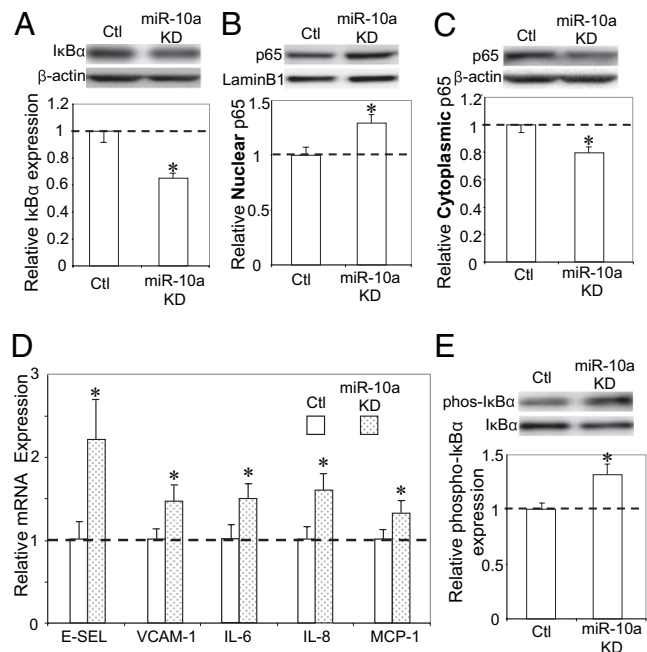 A
Ctl miR-10a KD
IκBα
β-actin
Relative IκBα expression
1.2
1
0.8
0.6
0.4
0.2
0
*
Ctl miR-10a KD
B
Ctl miR-10a KD
p65
LaminB1
Relative Nuclear p65
1.5
1
0.5
0
*
Ctl miR-10a KD
C
Ctl miR-10a KD
p65
β-actin
Relative Cytoplasmic p65
1.2
1
0.8
0.6
0.4
0.2
0
*
Ctl miR-10a KD
D
Relative mRNA Expression
3
2
1
0
Ctl miR-10a KD
* * * * *
E-SEL VCAM-1 IL-6 IL-8 MCP-1
E
Ctl miR-10a KD
phos-IκBα
IκBα
Relative phospho-IκBα expression
1.5
1
0.5
0
*
Ctl miR-10a KD